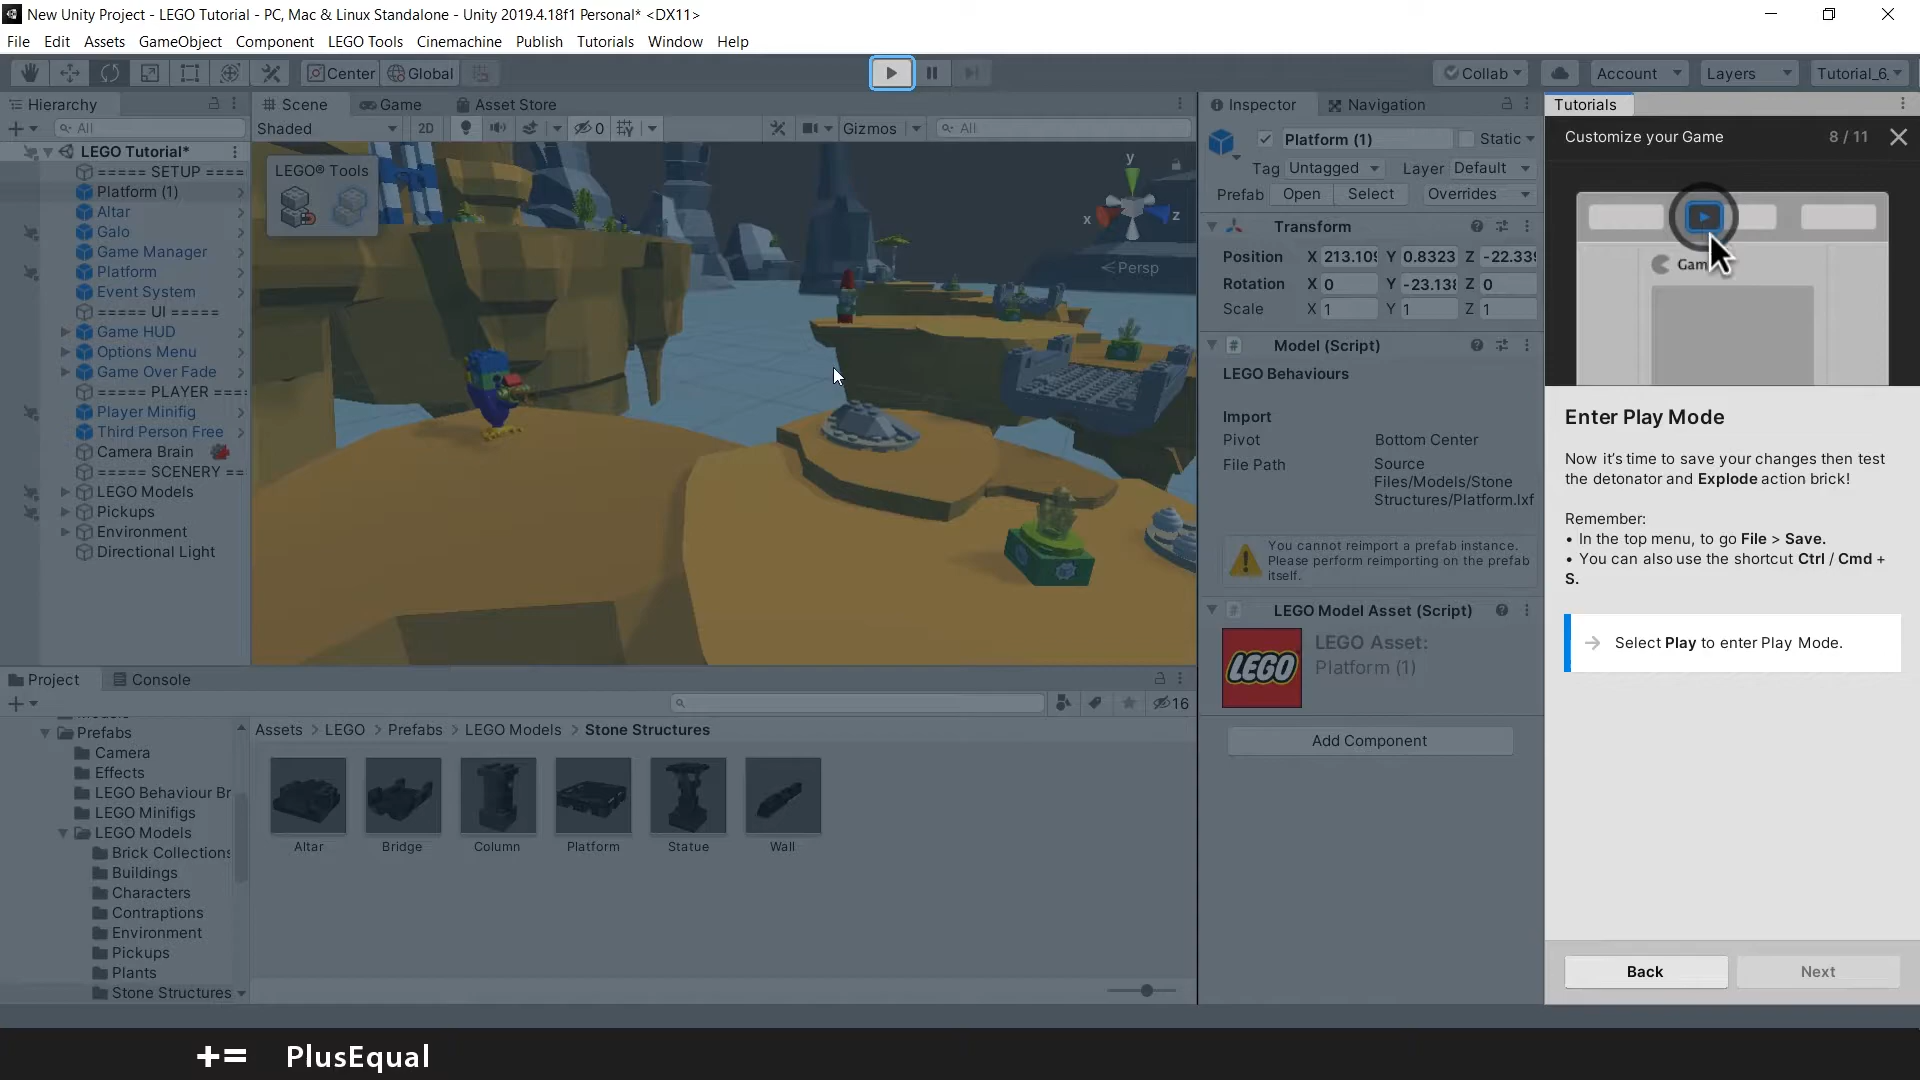 New Unity Project - LEGO Tutorial - PC, Mac & Linux Standalone - Unity 2019.4.18f1 Personal* <DX11>
File Edit Assets GameObject Component LEGO Tools Cinemachine Publish Tutorials Window Help
Center Global Collab Account Layers Tutorial_6.
Hierarchy
All
LEGO Tutorial*
===== SETUP ====
Platform (1)
Altar
Galo
Game Manager
Platform
Event System
===== UI =====
Game HUD
Options Menu
Game Over Fade
===== PLAYER ====
Player Minifig
Third Person Free
Camera Brain
===== SCENERY ==
LEGO Models
Pickups
Environment
Directional Light
Scene Game Asset Store
Shaded 2D 0 Gizmos All
LEGO® Tools
y
x z
Persp
Inspector Navigation
Platform (1) Static
Tag Untagged Layer Default
Prefab Open Select Overrides
Transform
Position X 213.109 Y 0.8323 Z -22.339
Rotation X 0 Y -23.138 Z 0
Scale X 1 Y 1 Z 1
# Model (Script)
LEGO Behaviours
Import
Pivot Bottom Center
File Path Source
Files/Models/Stone
Structures/Platform.lxf
You cannot reimport a prefab instance.
Please perform reimporting on the prefab
itself.
# LEGO Model Asset (Script)
LEGO
LEGO Asset:
Platform (1)
Add Component
Tutorials
Customize your Game 8 / 11
Gam
Enter Play Mode
Now it's time to save your changes then test
the detonator and Explode action brick!
Remember:
• In the top menu, to go File > Save.
• You can also use the shortcut Ctrl / Cmd +
S.
Select Play to enter Play Mode.
Back Next
Project Console
16
Models
Prefabs
Camera
Effects
LEGO Behaviour Br
LEGO Minifigs
LEGO Models
Brick Collections
Buildings
Characters
Contraptions
Environment
Pickups
Plants
Stone Structures
Assets > LEGO > Prefabs > LEGO Models > Stone Structures
Altar Bridge Column Platform Statue Wall
+= PlusEqual